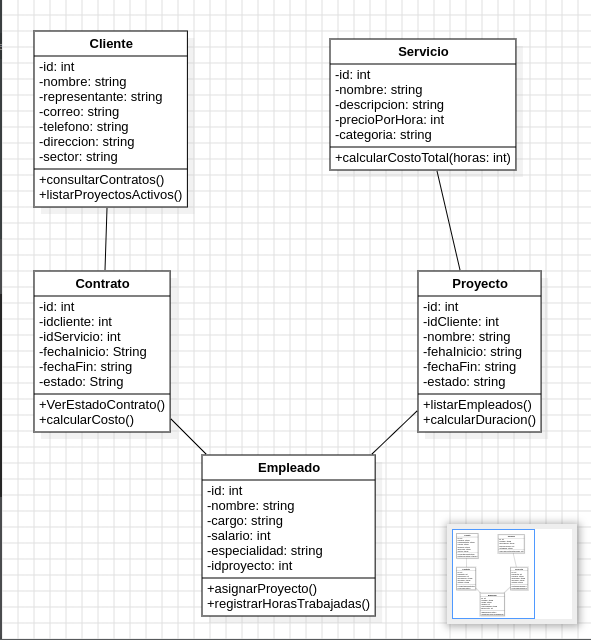 Cliente
-id: int
-nombre: string
-representante: string
-correo: string
-telefono: string
-direccion: string
-sector: string
+consultarContratos()
+listarProyectosActivos()
Servicio
-id: int
-nombre: string
-descripcion: string
-precioPorHora: int
-categoria: string
+calcularCostoTotal(horas: int)
Contrato
-id: int
-idcliente: int
-idServicio: int
-fechaInicio: String
-fechaFin: string
-estado: String
+VerEstadoContrato()
+calcularCosto()
Proyecto
-id: int
-idCliente: int
-nombre: string
-fehaInicio: string
-fechaFin: string
-estado: string
+listarEmpleados()
+calcularDuracion()
Empleado
-id: int
-nombre: string
-cargo: string
-salario: int
-especialidad: string
-idproyecto: int
+asignarProyecto()
+registrarHorasTrabajadas()